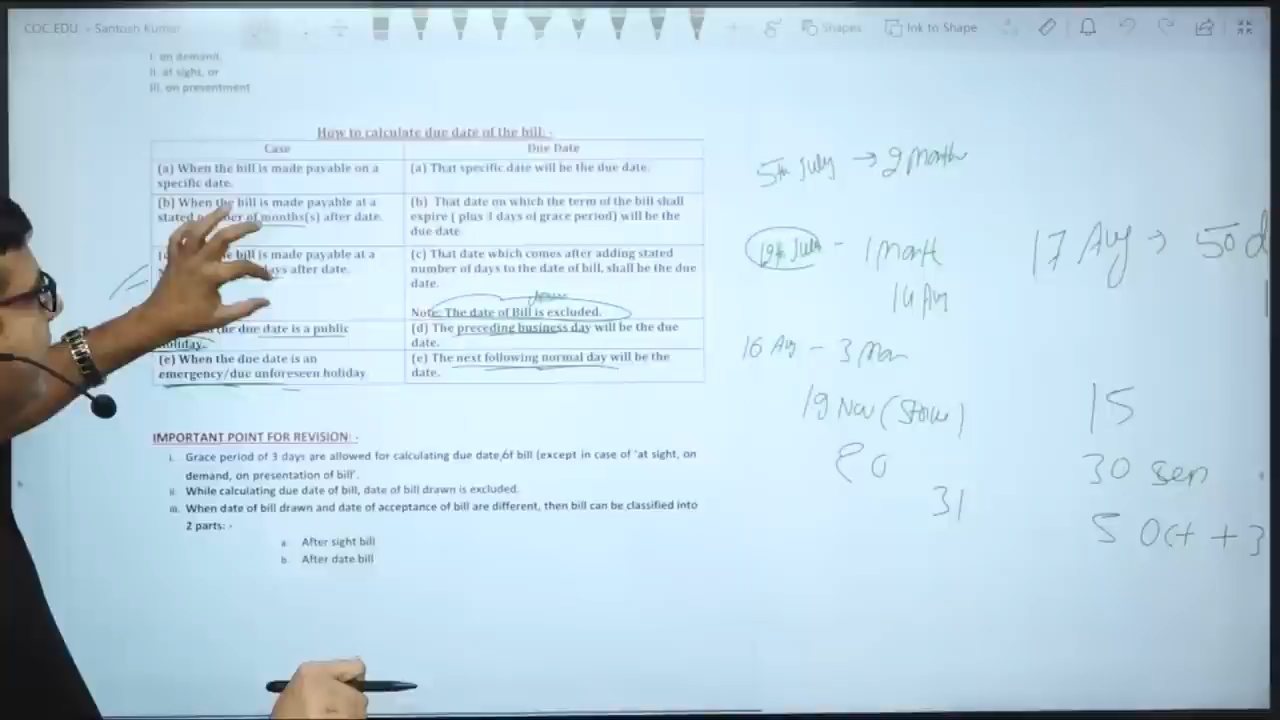 COC.EDU - Santosh Kumar
Shapes
Ink to Shape
I. on demand,
II. at sight, or
III. on presentment
How to calculate due date of the bill: -
Case
Due Date
(a) When the bill is made payable on a
specific date.
(a) That specific date will be the due date.
(b) When the bill is made payable at a
stated number of months(s) after date.
(b) That date on which the term of the bill shall
expire ( plus 3 days of grace period) will be the
due date
bill is made payable at a
days after date.
(c) That date which comes after adding stated
number of days to the date of bill, shall be the due
date.
Note: The date of Bill is excluded.
the due date is a public
holiday.
(d) The preceding business day will be the due
date.
(e) When the due date is an
emergency/due unforeseen holiday
(e) The next following normal day will be the
date.
IMPORTANT POINT FOR REVISION: -
i. Grace period of 3 days are allowed for calculating due date of bill (except in case of 'at sight, on
demand, on presentation of bill'.
ii. While calculating due date of bill, date of bill drawn is excluded.
iii. When date of bill drawn and date of acceptance of bill are different, then bill can be classified into
2 parts: -
a. After sight bill
b. After date bill
5th July → 2 month
- 1 month
14 Aug
16 Aug - 3 Mon
19 Nov
31
17 Aug → 50 d
15
30 sep
5 Oct + 3